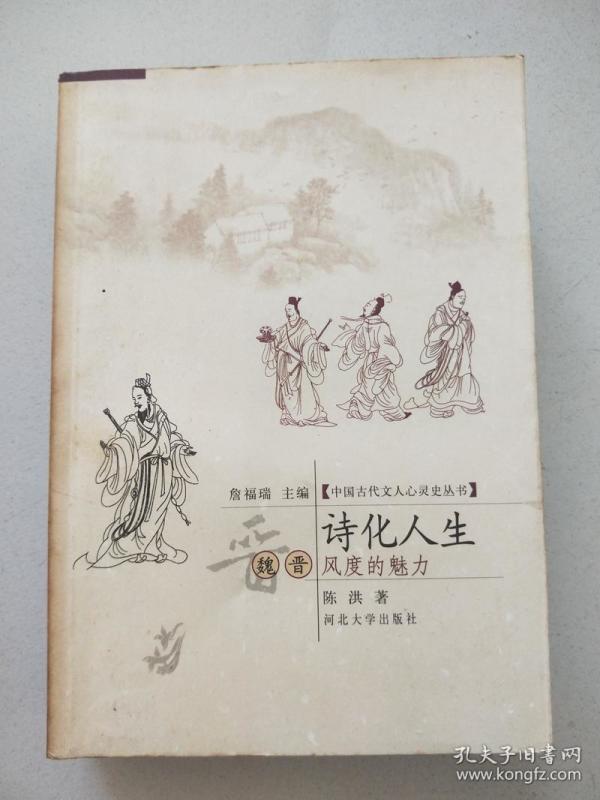 詹福瑞 主编
【中国古代文人心灵史丛书】
诗化人生
晋
魏 晋
风度的魅力
陈洪 著
河北大学出版社
孔夫子旧书网
www.kongfz.com